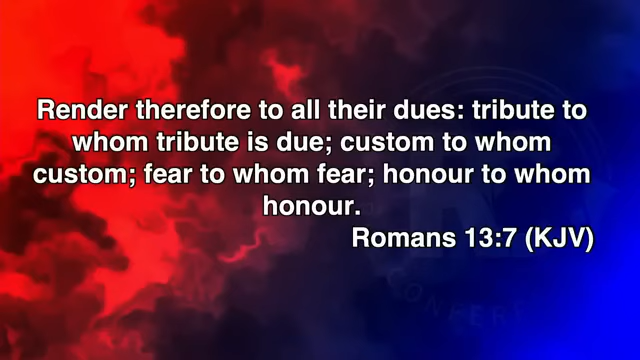 Render therefore to all their dues: tribute to
whom tribute is due; custom to whom
custom; fear to whom fear; honour to whom
honour.
Romans 13:7 (KJV)